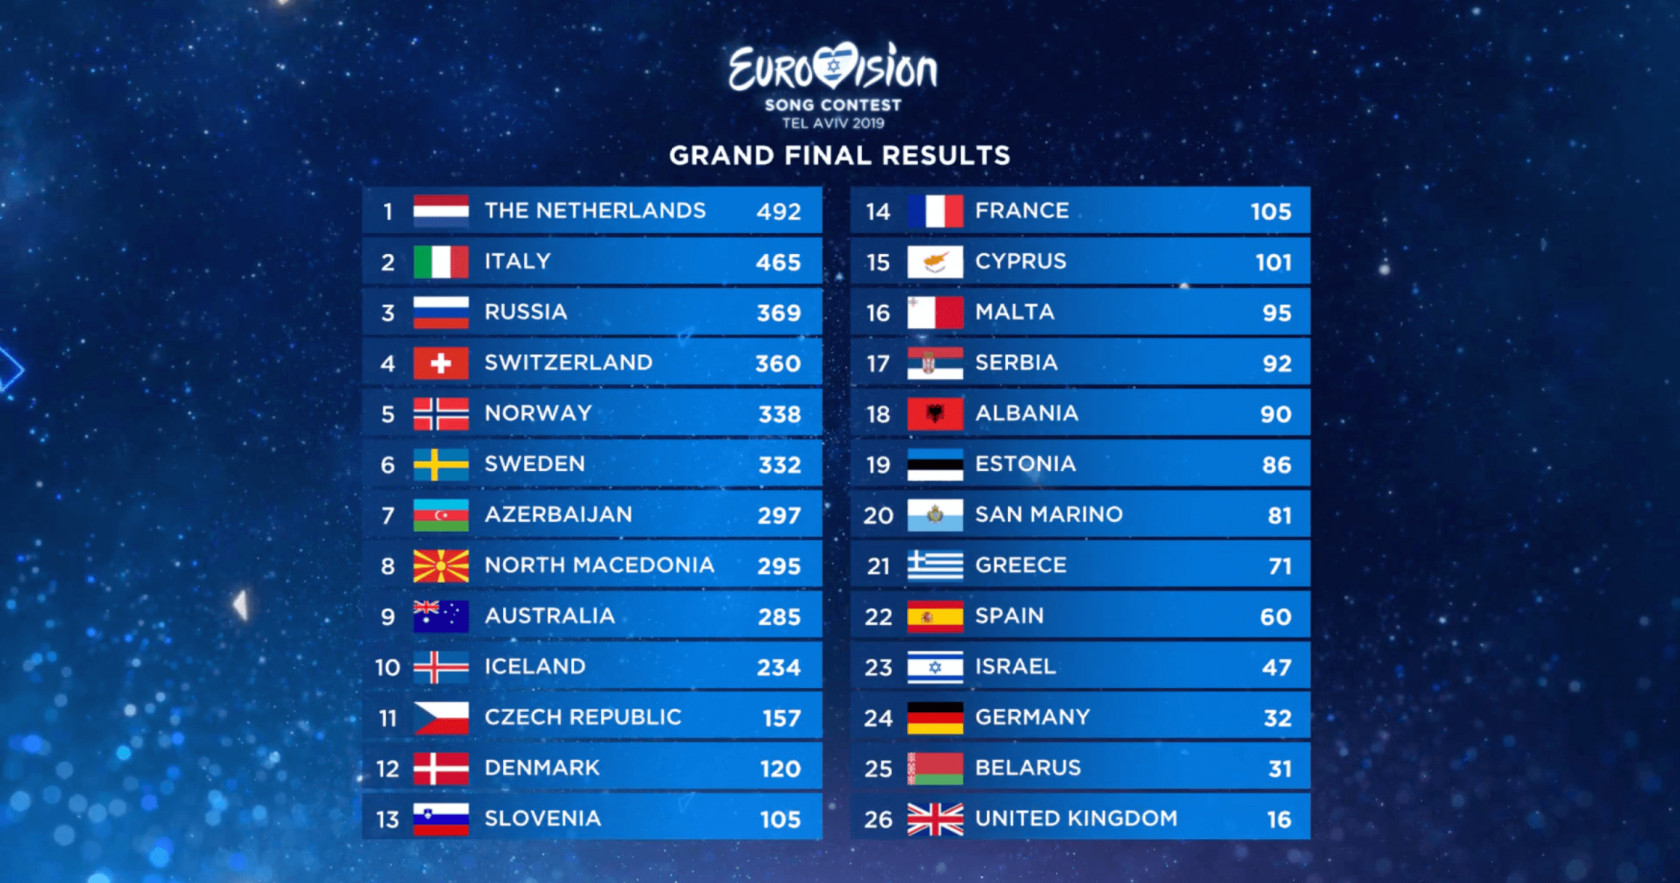 EUROVISION
SONG CONTEST
TEL AVIV 2019
GRAND FINAL RESULTS
1 THE NETHERLANDS 492
2 ITALY 465
3 RUSSIA 369
4 SWITZERLAND 360
5 NORWAY 338
6 SWEDEN 332
7 AZERBAIJAN 297
8 NORTH MACEDONIA 295
9 AUSTRALIA 285
10 ICELAND 234
11 CZECH REPUBLIC 157
12 DENMARK 120
13 SLOVENIA 105
14 FRANCE 105
15 CYPRUS 101
16 MALTA 95
17 SERBIA 92
18 ALBANIA 90
19 ESTONIA 86
20 SAN MARINO 81
21 GREECE 71
22 SPAIN 60
23 ISRAEL 47
24 GERMANY 32
25 BELARUS 31
26 UNITED KINGDOM 16